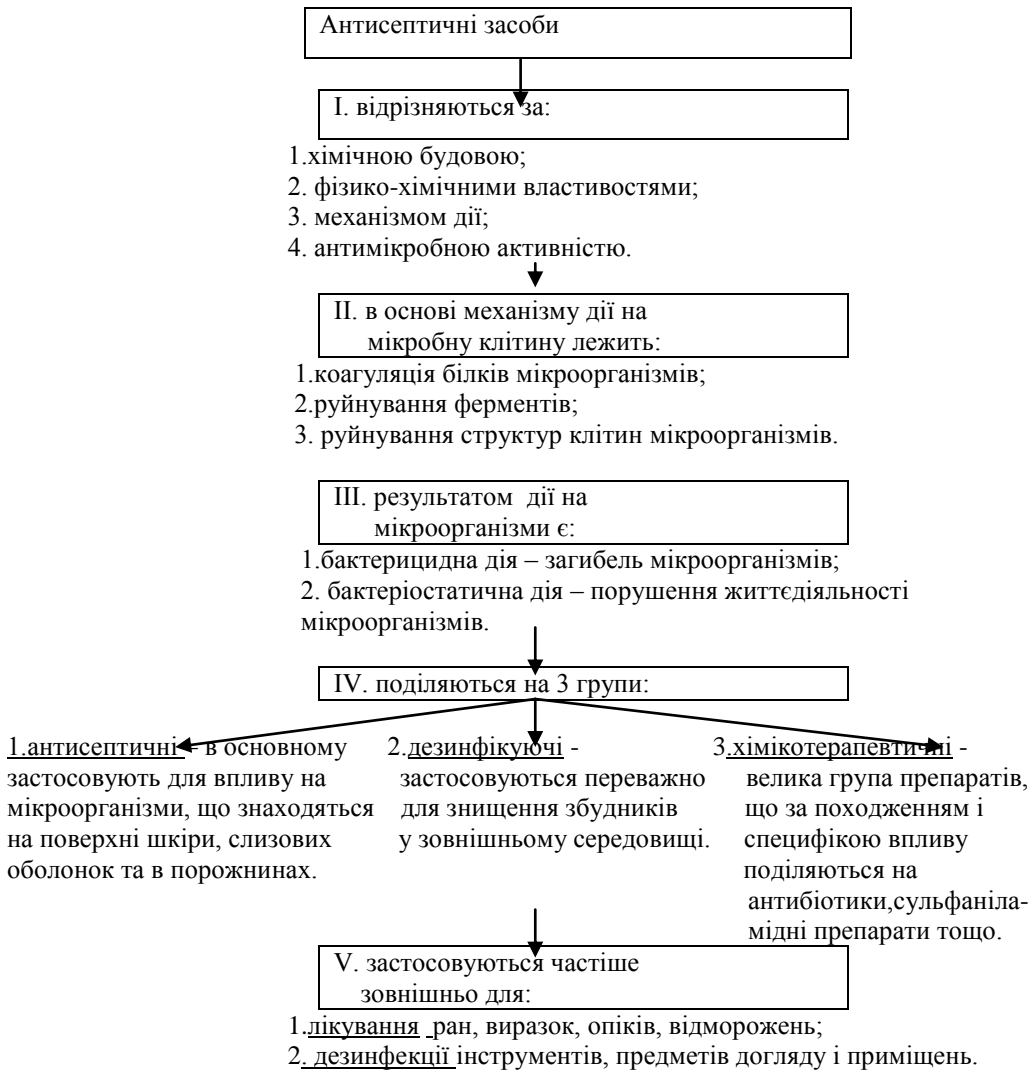 Антисептичні засоби
I. відрізняються за:
1.хімічною будовою;
2. фізико-хімічними властивостями;
3. механізмом дії;
4. антимікробною активністю.
II. в основі механізму дії на
мікробну клітину лежить:
1.коагуляція білків мікроорганізмів;
2.руйнування ферментів;
3. руйнування структур клітин мікроорганізмів.
III. результатом дії на
мікроорганізми є:
1.бактерицидна дія – загибель мікроорганізмів;
2. бактеріостатична дія – порушення життєдіяльності
мікроорганізмів.
IV. поділяються на 3 групи:
1.антисептичні – в основному
застосовують для впливу на
мікроорганізми, що знаходяться
на поверхні шкіри, слизових
оболонок та в порожнинах.
2.дезинфікуючі -
застосовуються переважно
для знищення збудників
у зовнішньому середовищі.
3.хімікотерапевтичні -
велика група препаратів,
що за походженням і
специфікою впливу
поділяються на
антибіотики,сульфаніла-
мідні препарати тощо.
V. застосовуються частіше
зовнішньо для:
1.лікування ран, виразок, опіків, відморожень;
2. дезинфекції інструментів, предметів догляду і приміщень.